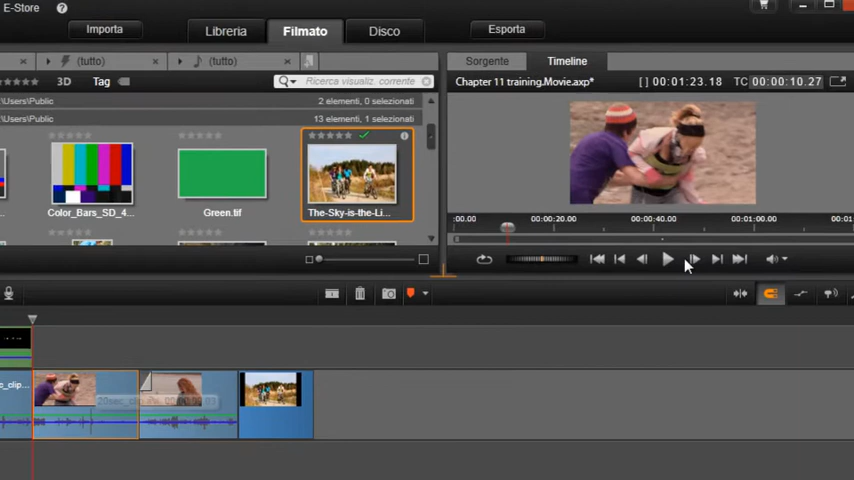 E-Store
Importa Libreria Filmato Disco Esporta
(tutto) (tutto) Sorgente Timeline
3D Tag Ricerca visualiz. corrente Chapter 11 training.Movie.axp* [] 00:01:23.18 TC 00:00:10.27
\Users\Public 2 elementi, 0 selezionati
\Users\Public 13 elementi, 1 selezionati
Color_Bars_SD_4... Green.tif The-Sky-is-the-Li...
:00.00 00:00:20.00 00:00:40.00 00:01:00.00 00:01
_clip...